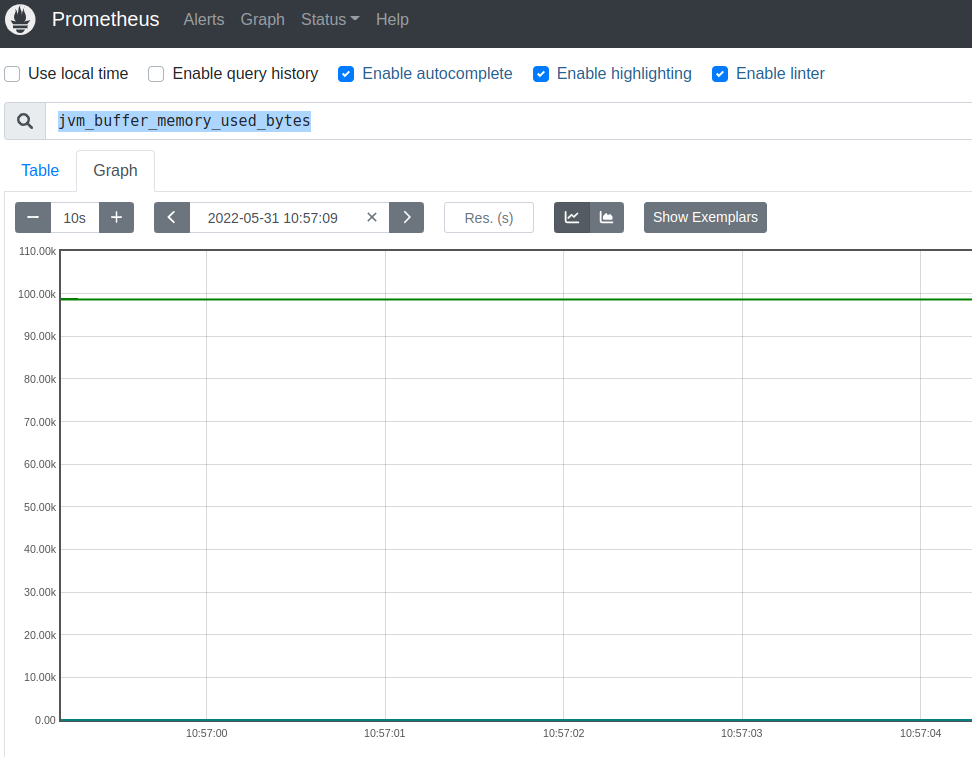 Prometheus Alerts Graph Status Help
Use local time Enable query history Enable autocomplete Enable highlighting Enable linter
jvm_buffer_memory_used_bytes
Table Graph
10s 2022-05-31 10:57:09 Res. (s) Show Exemplars
110.00k
100.00k
90.00k
80.00k
70.00k
60.00k
50.00k
40.00k
30.00k
20.00k
10.00k
0.00
10:57:00 10:57:01 10:57:02 10:57:03 10:57:04